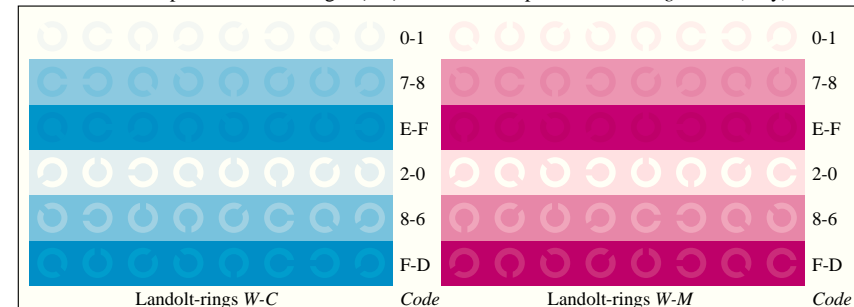 0-1 0-1
7-8 7-8
E-F E-F
2-0 2-0
8-6 8-6
F-D F-D
Landolt-rings W-C Code Landolt-rings W-M Code